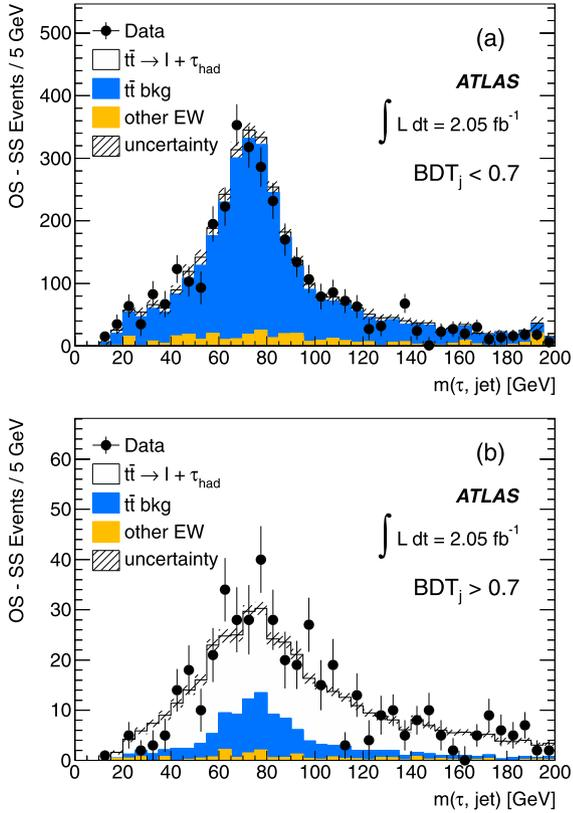 OS - SS Events / 5 GeV
500
400
300
200
100
0
Data
tt̄ → l + τhad
tt̄ bkg
other EW
uncertainty
(a)
ATLAS
∫ L dt = 2.05 fb⁻¹
BDTj < 0.7
0 20 40 60 80 100 120 140 160 180 200
m(τ, jet) [GeV]
OS - SS Events / 5 GeV
60
50
40
30
20
10
0
Data
tt̄ → l + τhad
tt̄ bkg
other EW
uncertainty
(b)
ATLAS
∫ L dt = 2.05 fb⁻¹
BDTj > 0.7
0 20 40 60 80 100 120 140 160 180 200
m(τ, jet) [GeV]